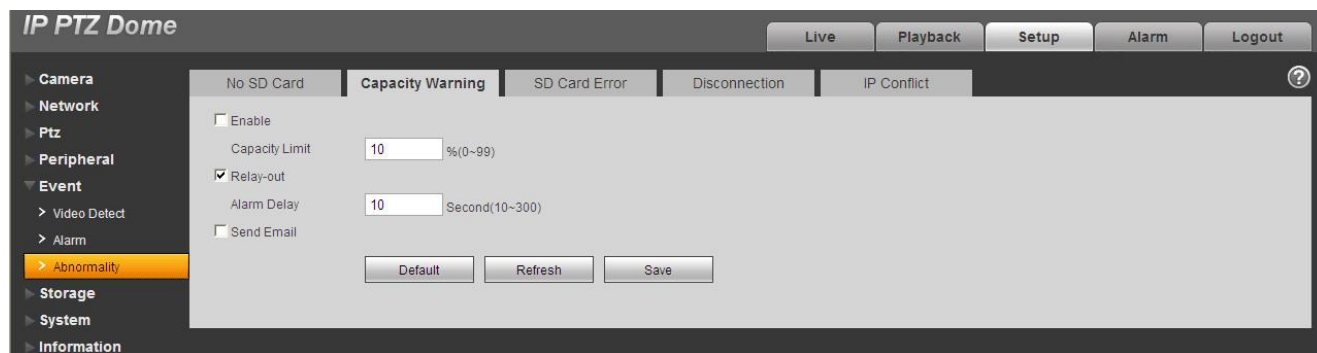 IP PTZ Dome
Live Playback Setup Alarm Logout
Camera
Network
Ptz
Peripheral
Event
> Video Detect
> Alarm
> Abnormality
Storage
System
Information
No SD Card Capacity Warning SD Card Error Disconnection IP Conflict ?
Enable
Capacity Limit 10 %(0~99)
Relay-out
Alarm Delay 10 Second(10~300)
Send Email
Default Refresh Save